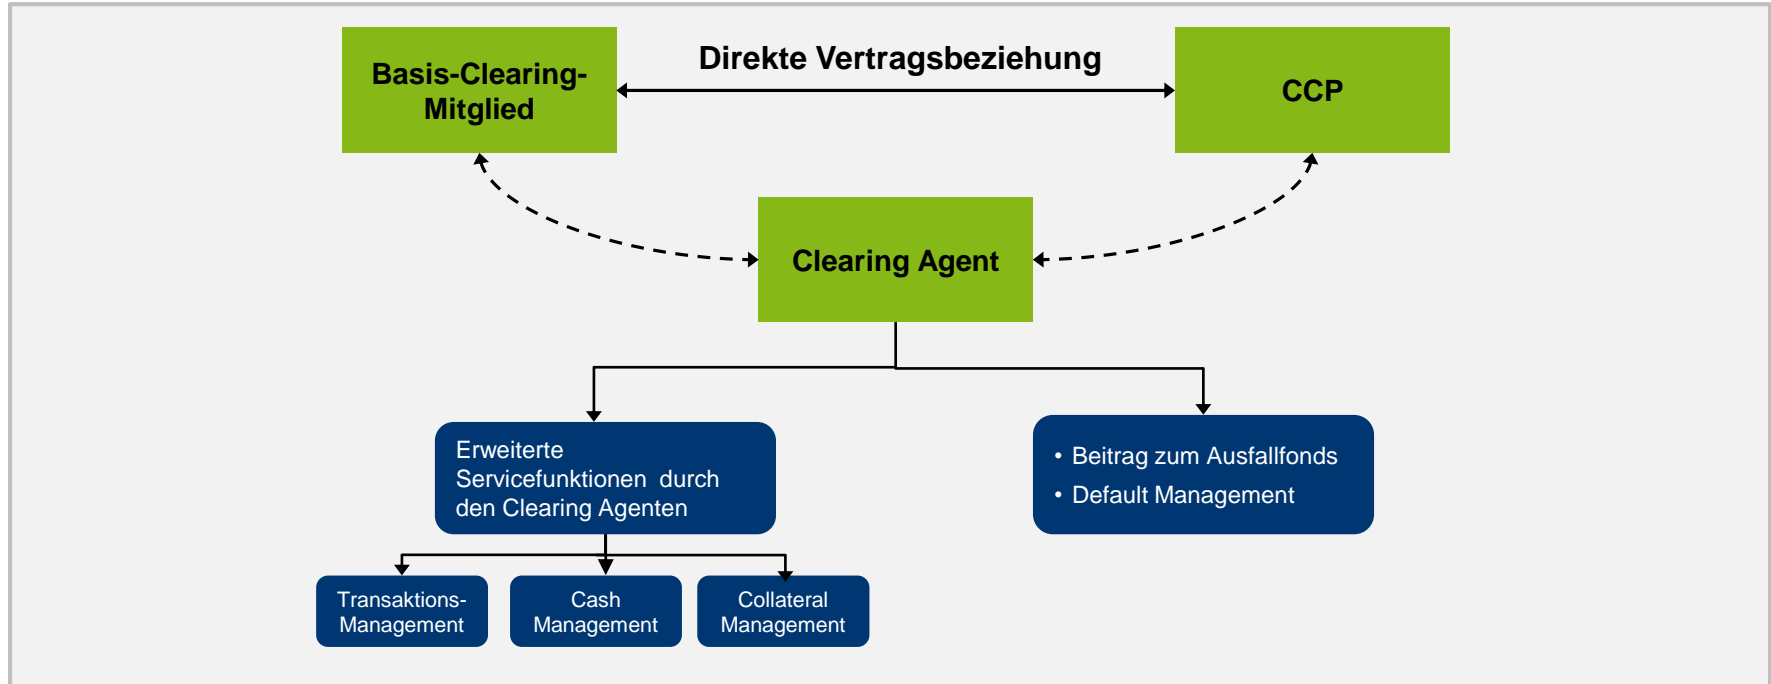 Direkte Vertragsbeziehung
Basis-Clearing-
Mitglied
CCP
Clearing Agent
Erweiterte
Servicefunktionen durch
den Clearing Agenten
• Beitrag zum Ausfallfonds
• Default Management
Transaktions-
Management
Cash
Management
Collateral
Management